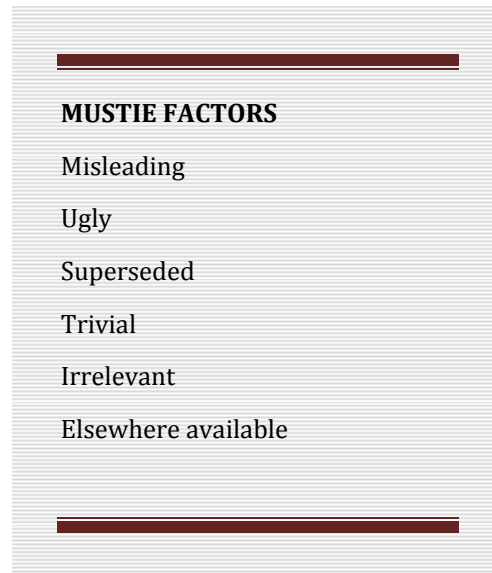 MUSTIE FACTORS
Misleading
Ugly
Superseded
Trivial
Irrelevant
Elsewhere available